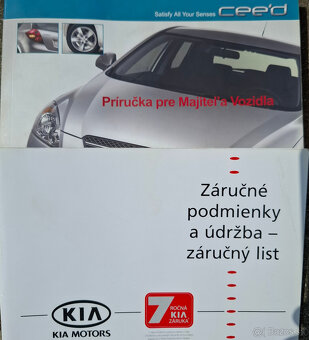 Satisfy All Your Senses cee'd
Príručka pre Majiteľa Vozidla
Záručné
podmienky
a údržba –
záručný list
KIA
KIA MOTORS
7 ROČNÁ
KIA
ZÁRUKA